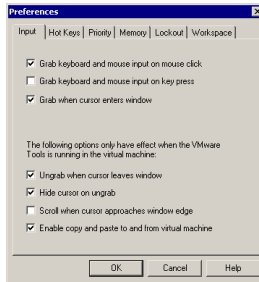 Preferences
Input Hot Keys Priority Memory Lockout Workspace
Grab keyboard and mouse input on mouse click
Grab keyboard and mouse input on key press
Grab when cursor enters window
The following options only have effect when the VMware
Tools is running in the virtual machine:
Ungrab when cursor leaves window
Hide cursor on ungrab
Scroll when cursor approaches window edge
Enable copy and paste to and from virtual machine
OK Cancel Help